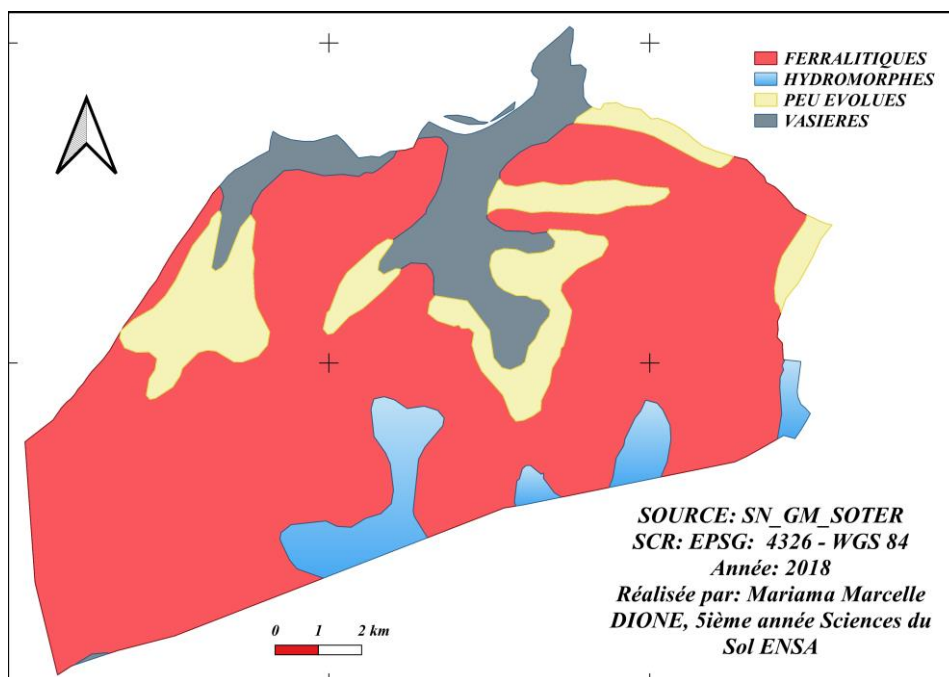 FERRALITIQUES
HYDROMORPHES
PEU EVOLUES
VASIERES
SOURCE: SN_GM_SOTER
SCR: EPSG: 4326 - WGS 84
Année: 2018
Réalisée par: Mariama Marcelle
DIONE, 5ième année Sciences du
Sol ENSA
0 1 2 km